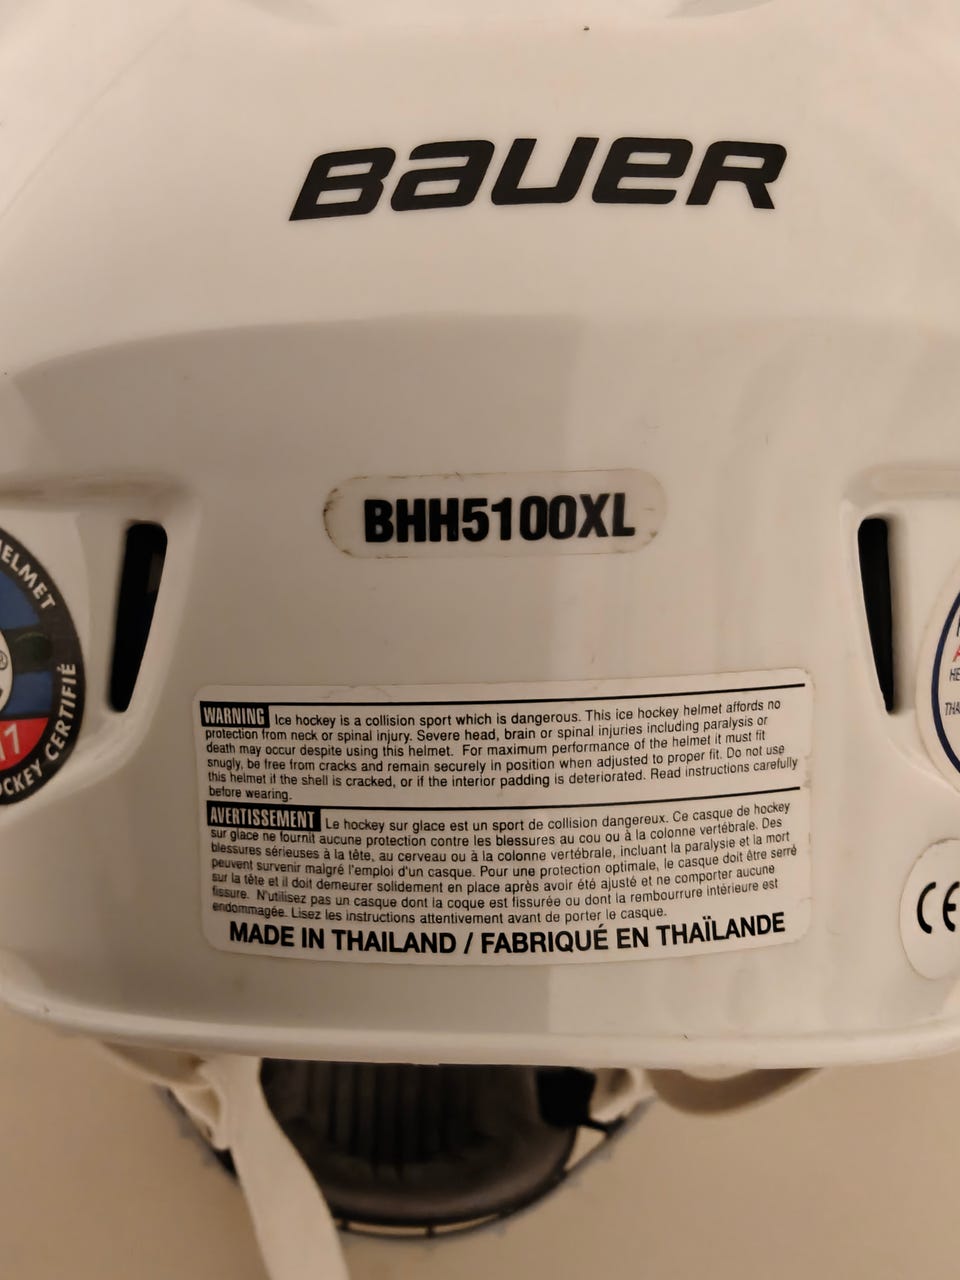 BAUER
BHH5100XL
HELMET
®
17
HOCKEY CERTIFIÉ
WARNING Ice hockey is a collision sport which is dangerous. This ice hockey helmet affords no
protection from neck or spinal injury. Severe head, brain or spinal injuries including paralysis or
death may occur despite using this helmet. For maximum performance of the helmet it must fit
snugly, be free from cracks and remain securely in position when adjusted to proper fit. Do not use
this helmet if the shell is cracked, or if the interior padding is deteriorated. Read instructions carefully
before wearing.
AVERTISSEMENT Le hockey sur glace est un sport de collision dangereux. Ce casque de hockey
sur glace ne fournit aucune protection contre les blessures au cou ou à la colonne vertébrale. Des
blessures sérieuses à la tête, au cerveau ou à la colonne vertébrale, incluant la paralysie et la mort
peuvent survenir malgré l'emploi d'un casque. Pour une protection optimale, le casque doit être serré
sur la tête et il doit demeurer solidement en place après avoir été ajusté et ne comporter aucune
fissure. N'utilisez pas un casque dont la coque est fissurée ou dont la rembourrure intérieure est
endommagée. Lisez les instructions attentivement avant de porter le casque.
MADE IN THAILAND / FABRIQUÉ EN THAÏLANDE
CE